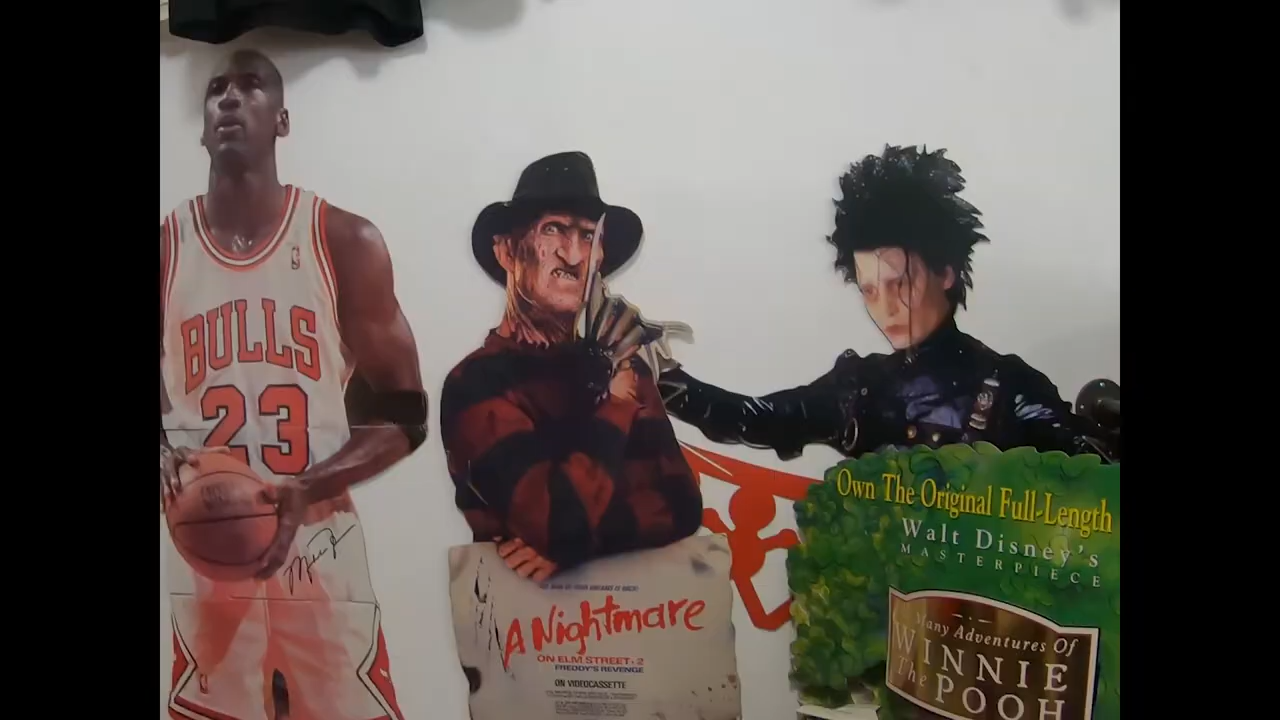 BULLS
23
A Nightmare
ON ELM STREET • 2
FREDDY'S REVENGE
ON VIDEOCASSETTE
Own The Original Full-Length
Walt Disney's
MASTERPIECE
Many Adventures Of
WINNIE
The POOH